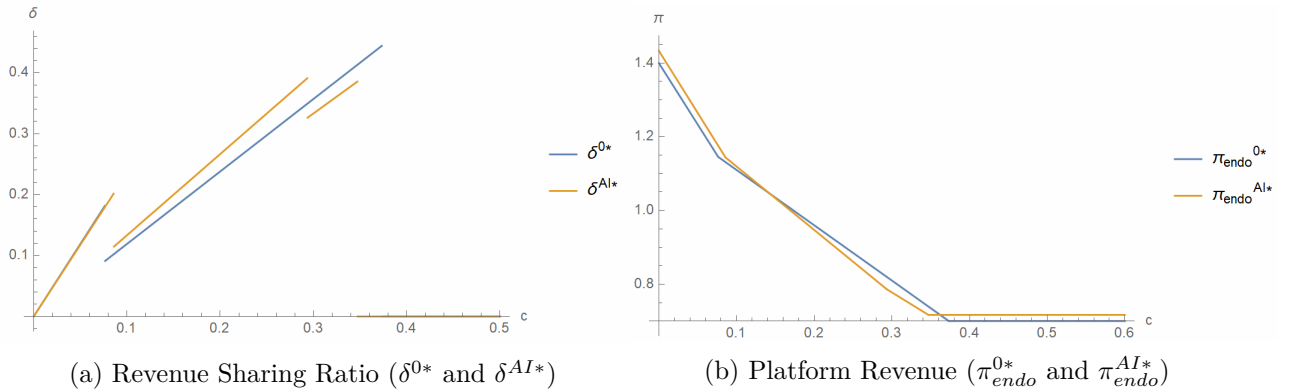 δ
0.4
0.3
0.2
0.1
0.1
0.2
0.3
0.4
0.5
c
δ^{0*}
δ^{AI*}
(a) Revenue Sharing Ratio (δ^{0*} and δ^{AI*})
π
1.4
1.2
1.0
0.8
0.1
0.2
0.3
0.4
0.5
0.6
c
π_{endo}^{0*}
π_{endo}^{AI*}
(b) Platform Revenue (π_{endo}^{0*} and π_{endo}^{AI*})